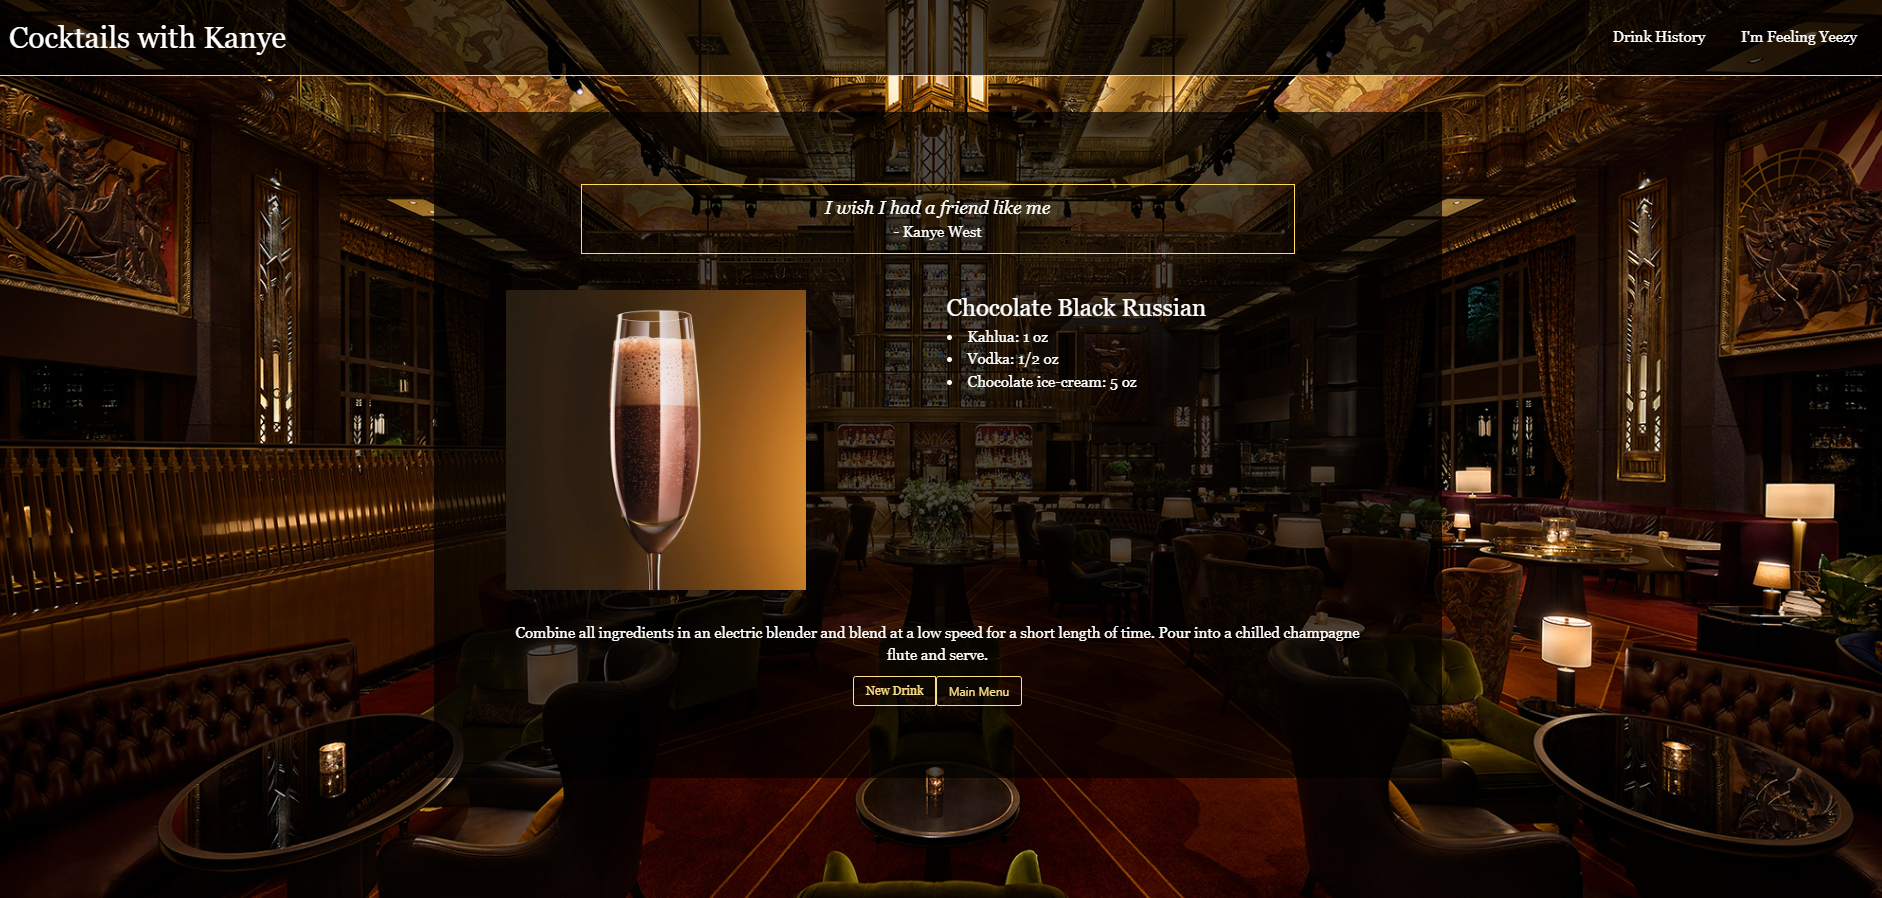 Cocktails with Kanye
Drink History
I'm Feeling Yeezy
I wish I had a friend like me
- Kanye West
Chocolate Black Russian
Kahlua: 1 oz
Vodka: 1/2 oz
Chocolate ice-cream: 5 oz
Combine all ingredients in an electric blender and blend at a low speed for a short length of time. Pour into a chilled champagne
flute and serve.
New Drink
Main Menu